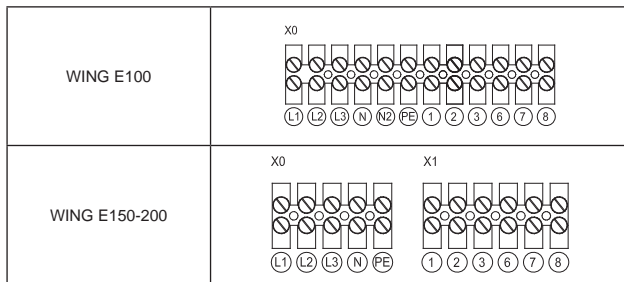 X0
WING E100
L1 L2 L3 N N2 PE 1 2 3 6 7 8
X0 X1
WING E150-200
L1 L2 L3 N PE 1 2 3 6 7 8